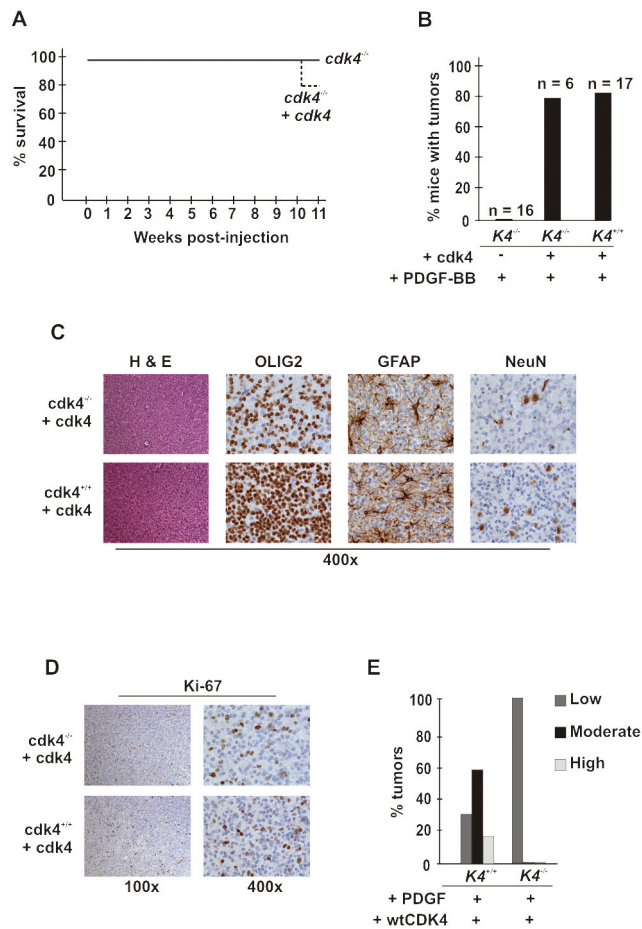 A
100
80
60
40
20
0
% survival
cdk4-/-
cdk4-/-
+ cdk4
0 1 2 3 4 5 6 7 8 9 10 11
Weeks post-injection
B
100
80
60
40
20
0
% mice with tumors
n = 16
n = 6
n = 17
K4-/- K4-/- K4+/+
+ cdk4 - + +
+ PDGF-BB + + +
C
H & E OLIG2 GFAP NeuN
cdk4-/-
+ cdk4
cdk4+/+
+ cdk4
400x
D
Ki-67
cdk4-/-
+ cdk4
cdk4+/+
+ cdk4
100x 400x
E
100
80
60
40
20
0
% tumors
Low
Moderate
High
K4+/+ K4-/-
+ PDGF + +
+ wtCDK4 + +